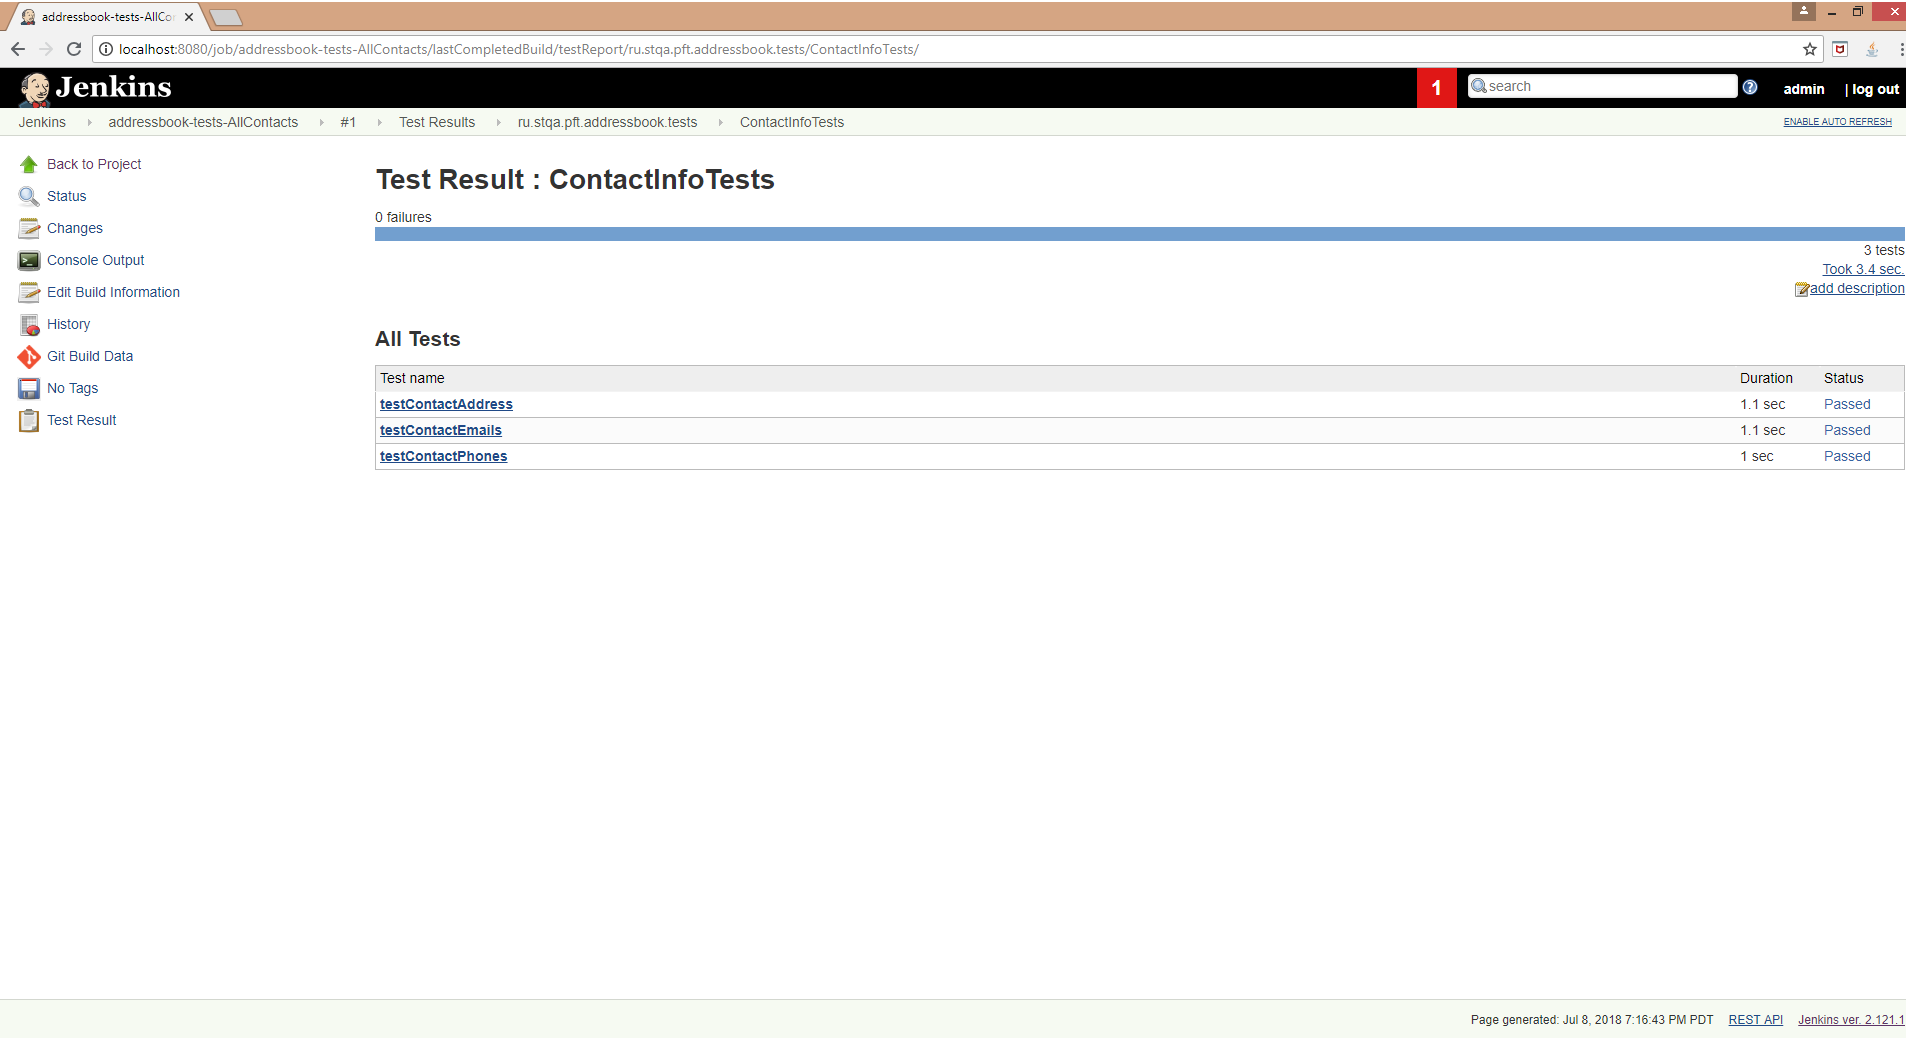 addressbook-tests-AllCo
localhost:8080/job/addressbook-tests-AllContacts/lastCompletedBuild/testReport/ru.stqa.pft.addressbook.tests/ContactInfoTests/
Jenkins
1
search
admin
| log out
Jenkins
addressbook-tests-AllContacts
#1
Test Results
ru.stqa.pft.addressbook.tests
ContactInfoTests
ENABLE AUTO REFRESH
Back to Project
Status
Changes
Console Output
Edit Build Information
History
Git Build Data
No Tags
Test Result
Test Result : ContactInfoTests
0 failures
3 tests
Took 3.4 sec.
add description
All Tests
Test name Duration Status
testContactAddress 1.1 sec Passed
testContactEmails 1.1 sec Passed
testContactPhones 1 sec Passed
Page generated: Jul 8, 2018 7:16:43 PM PDT
REST API
Jenkins ver. 2.121.1